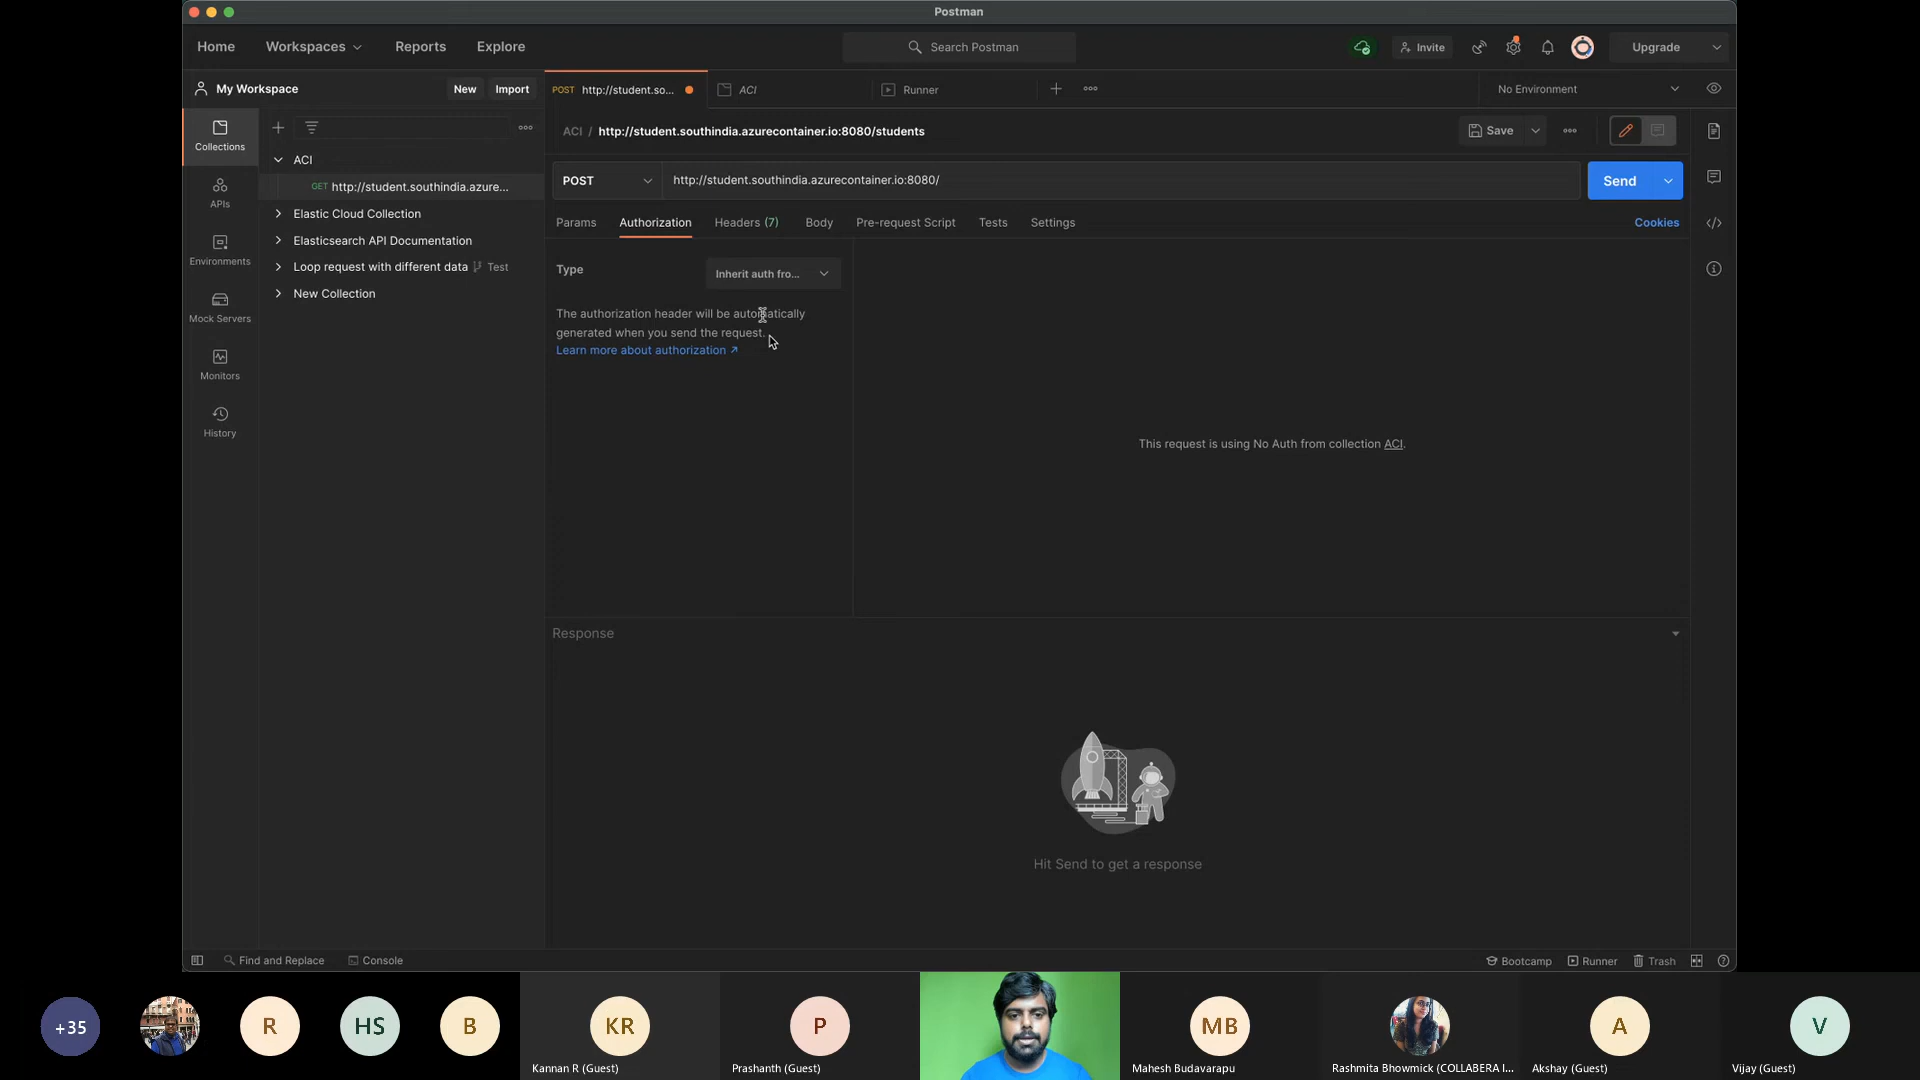 Postman
Home
Workspaces
Reports
Explore
Search Postman
Invite
Upgrade
My Workspace
New
Import
POST http://student.so...
ACI
Runner
No Environment
Collections
APIs
Environments
Mock Servers
Monitors
History
ACI
GET http://student.southindia.azure...
Elastic Cloud Collection
Elasticsearch API Documentation
Loop request with different data Test
New Collection
ACI / http://student.southindia.azurecontainer.io:8080/students
Save
POST
http://student.southindia.azurecontainer.io:8080/
Send
Params
Authorization
Headers (7)
Body
Pre-request Script
Tests
Settings
Cookies
Type
Inherit auth fro...
The authorization header will be automatically
generated when you send the request.
Learn more about authorization ↗
This request is using No Auth from collection ACI.
Response
Hit Send to get a response
Find and Replace
Console
Bootcamp
Runner
Trash
+35
R
HS
B
KR
Kannan R (Guest)
P
Prashanth (Guest)
MB
Mahesh Budavarapu
Rashmita Bhowmick (COLLABERA I...
A
Akshay (Guest)
V
Vijay (Guest)